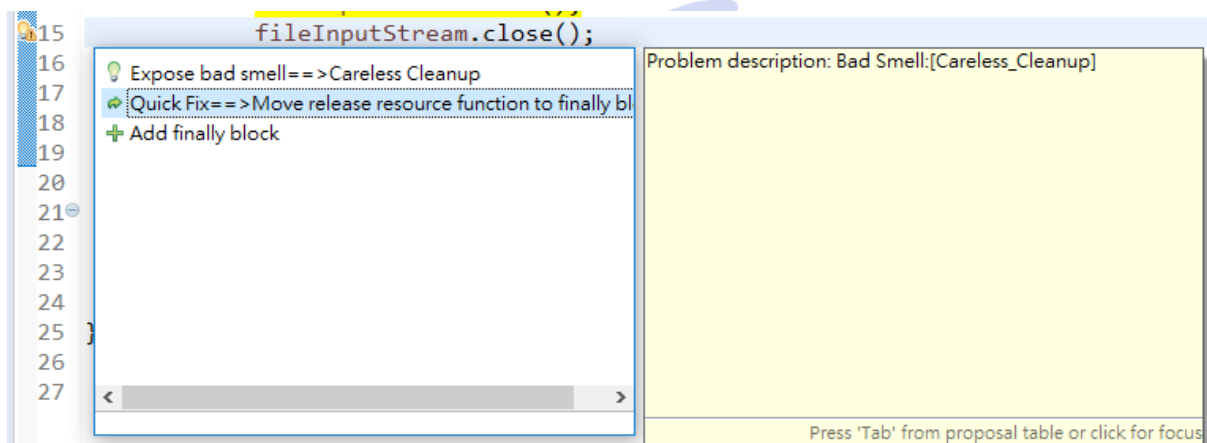 15 fileInputStream.close();
16
17
18
19
20
21
22
23
24
25 }
26
27
Expose bad smell==>Careless Cleanup
Quick Fix==>Move release resource function to finally bl
Add finally block
Problem description: Bad Smell:[Careless_Cleanup]
Press 'Tab' from proposal table or click for focus